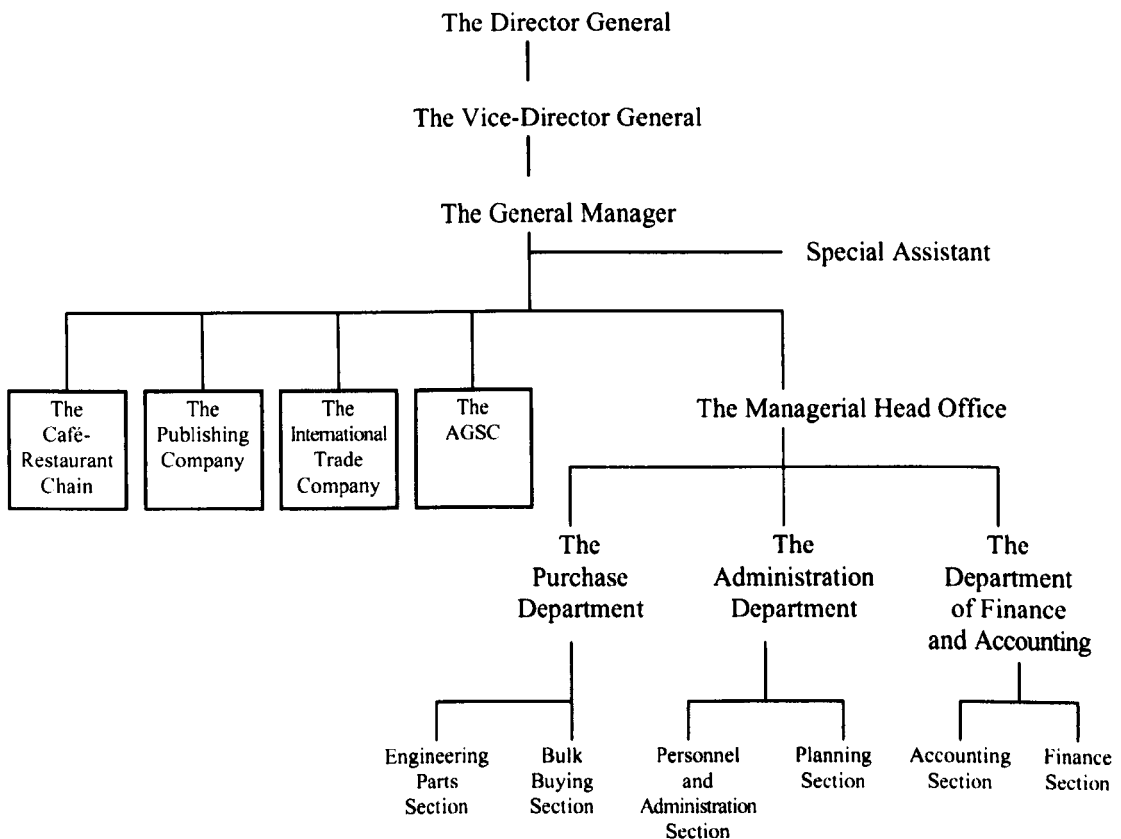 The Director General
The Vice-Director General
The General Manager
Special Assistant
The
Café-
Restaurant
Chain
The
Publishing
Company
The
International
Trade
Company
The
AGSC
The Managerial Head Office
The
Purchase
Department
The
Administration
Department
The
Department
of Finance
and Accounting
Engineering
Parts
Section
Bulk
Buying
Section
Personnel
and
Administration
Section
Planning
Section
Accounting
Section
Finance
Section